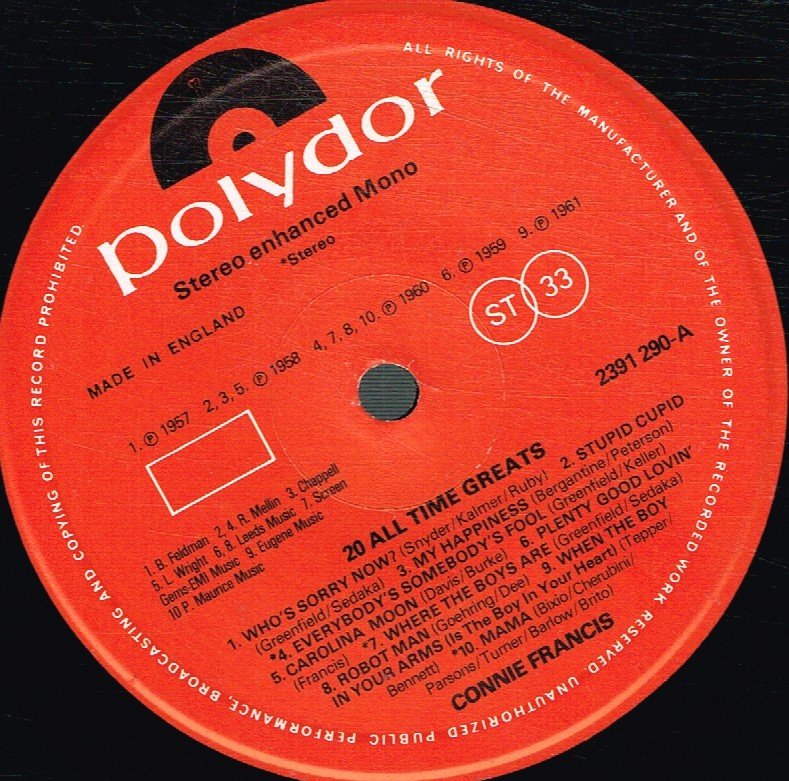 polydor
Stereo enhanced Mono
*Stereo
MADE IN ENGLAND
ST 33
1. ℗ 1957 2, 3, 5. ℗ 1958 4, 7, 8, 10. ℗ 1960 6. ℗ 1959 9. ℗ 1961
2391 290-A
1. B. Feldman 2. 4. R. Mellin 3. Chappell
5. L. Wright 6. 8. Leeds Music 7. Screen
Gems-EMI Music 9. Eugene Music
10 P. Maurice Music
20 ALL TIME GREATS
1. WHO'S SORRY NOW? (Snyder/Kalmer/Ruby) 2. STUPID CUPID
(Greenfield/Sedaka) 3. MY HAPPINESS (Bergantine/Peterson)
*4. EVERYBODY'S SOMEBODY'S FOOL (Greenfield/Keller)
5. CAROLINA MOON (Davis/Burke) 6. PLENTY GOOD LOVIN'
(Francis) *7. WHERE THE BOYS ARE (Greenfield/Sedaka)
8. ROBOT MAN (Goehring/Dee) 9. WHEN THE BOY
IN YOUR ARMS (Is The Boy In Your Heart) (Tepper/
Bennett) *10. MAMA (Bixio/Cherubini/
Parsons/Turner/Barlow/Brito)
CONNIE FRANCIS
ALL RIGHTS OF THE MANUFACTURER AND OF THE OWNER OF THE RECORDED WORK RESERVED. UNAUTHORIZED PUBLIC PERFORMANCE, BROADCASTING AND COPYING OF THIS RECORD PROHIBITED